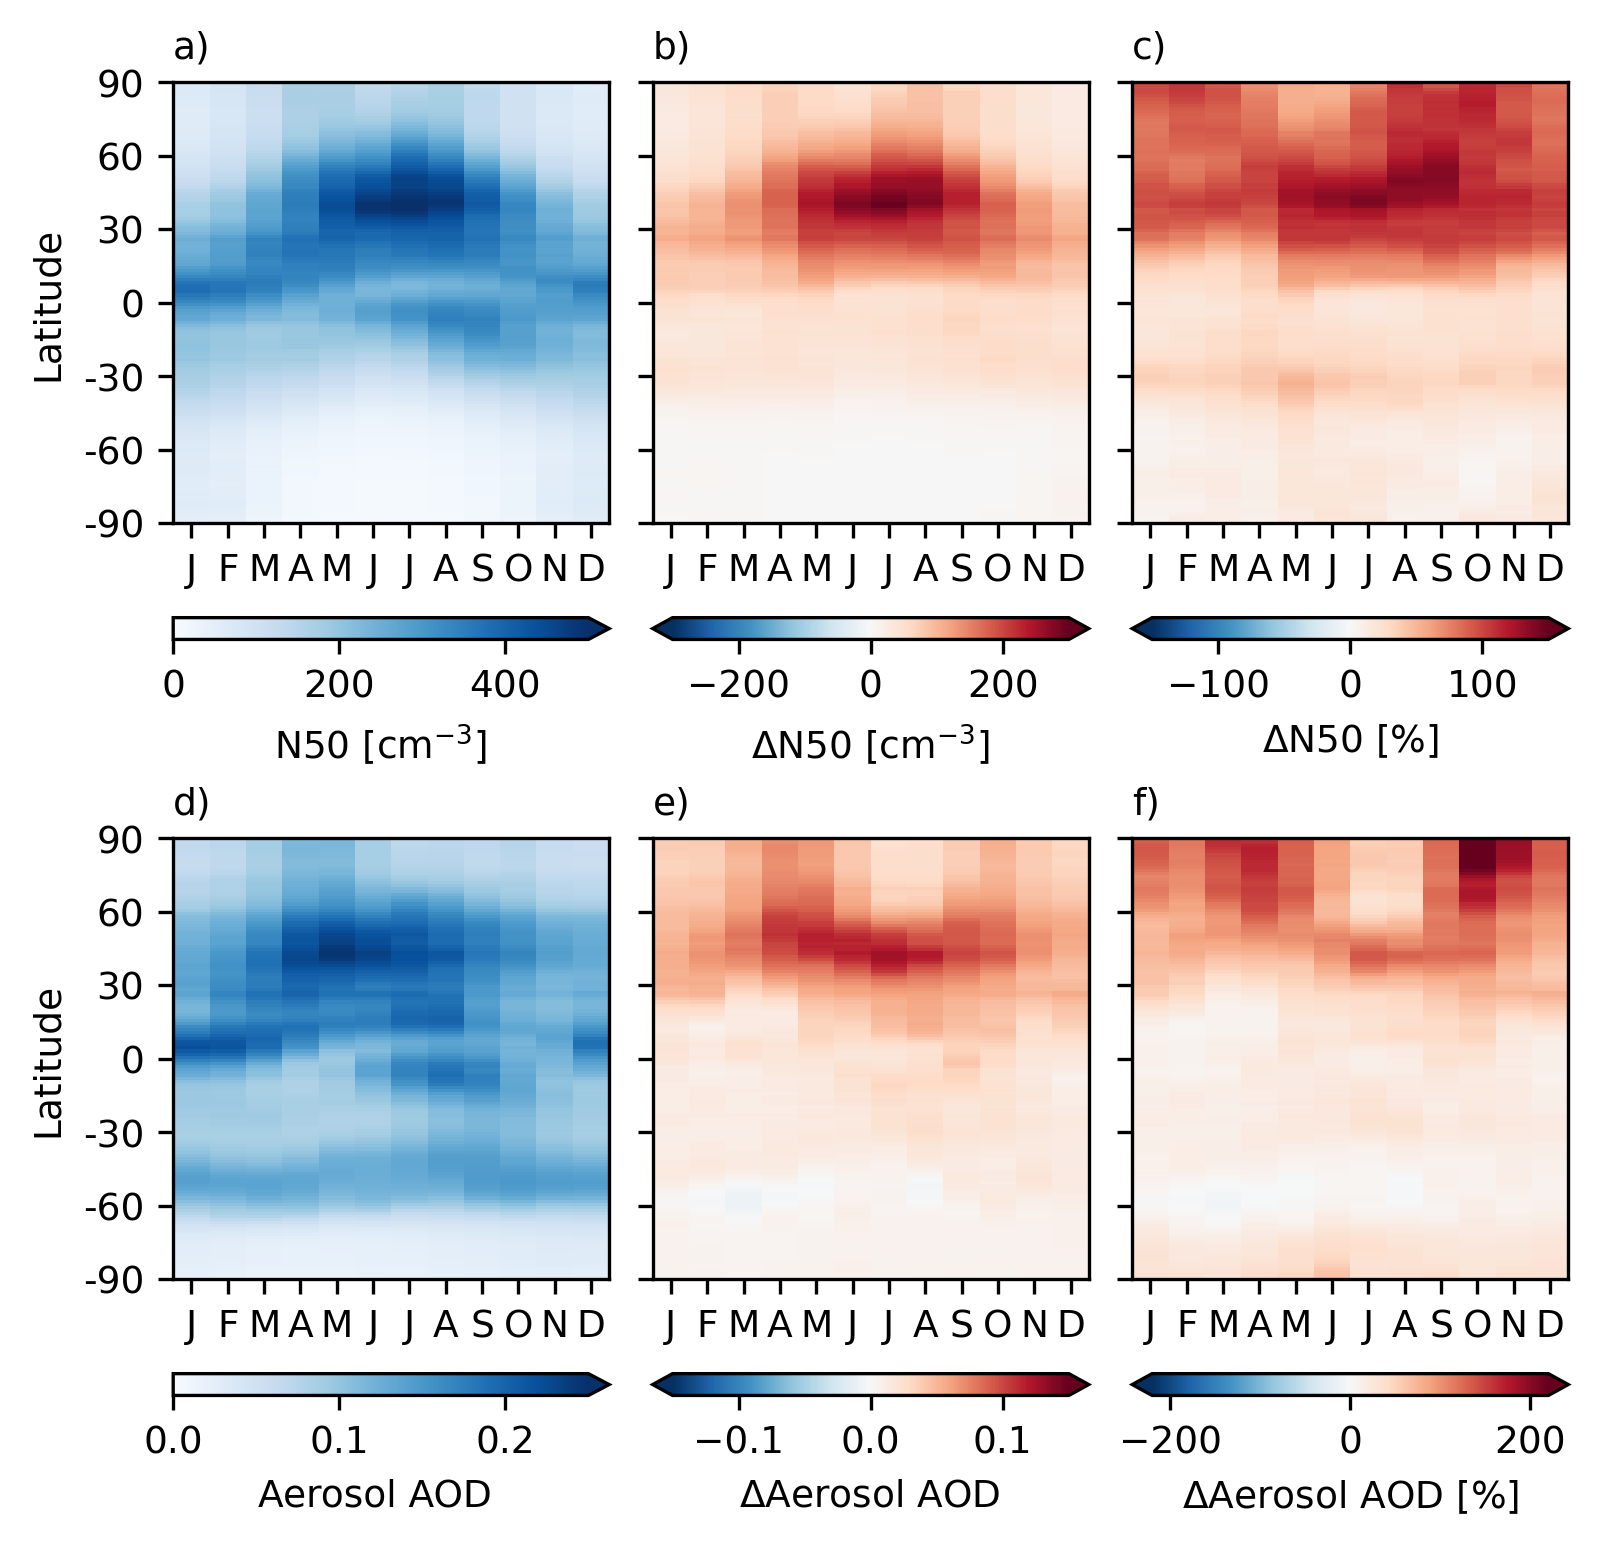 a) b) c)
90
60
30
0
-30
-60
-90
Latitude
J F M A M J J A S O N D J F M A M J J A S O N D J F M A M J J A S O N D
0 200 400 −200 0 200 −100 0 100
N50 [cm⁻³] ΔN50 [cm⁻³] ΔN50 [%]
d) e) f)
90
60
30
0
-30
-60
-90
Latitude
J F M A M J J A S O N D J F M A M J J A S O N D J F M A M J J A S O N D
0.0 0.1 0.2 −0.1 0.0 0.1 −200 0 200
Aerosol AOD ΔAerosol AOD ΔAerosol AOD [%]